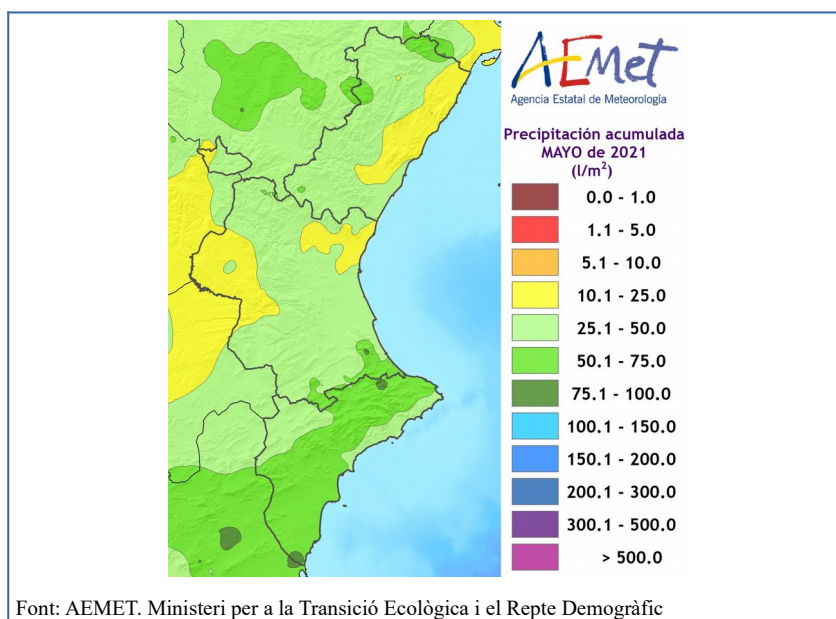 AEMet
Agencia Estatal de Meteorología
Precipitación acumulada
MAYO de 2021
(l/m²)
0.0 - 1.0
1.1 - 5.0
5.1 - 10.0
10.1 - 25.0
25.1 - 50.0
50.1 - 75.0
75.1 - 100.0
100.1 - 150.0
150.1 - 200.0
200.1 - 300.0
300.1 - 500.0
> 500.0
Font: AEMET. Ministeri per a la Transició Ecològica i el Repte Demogràfic